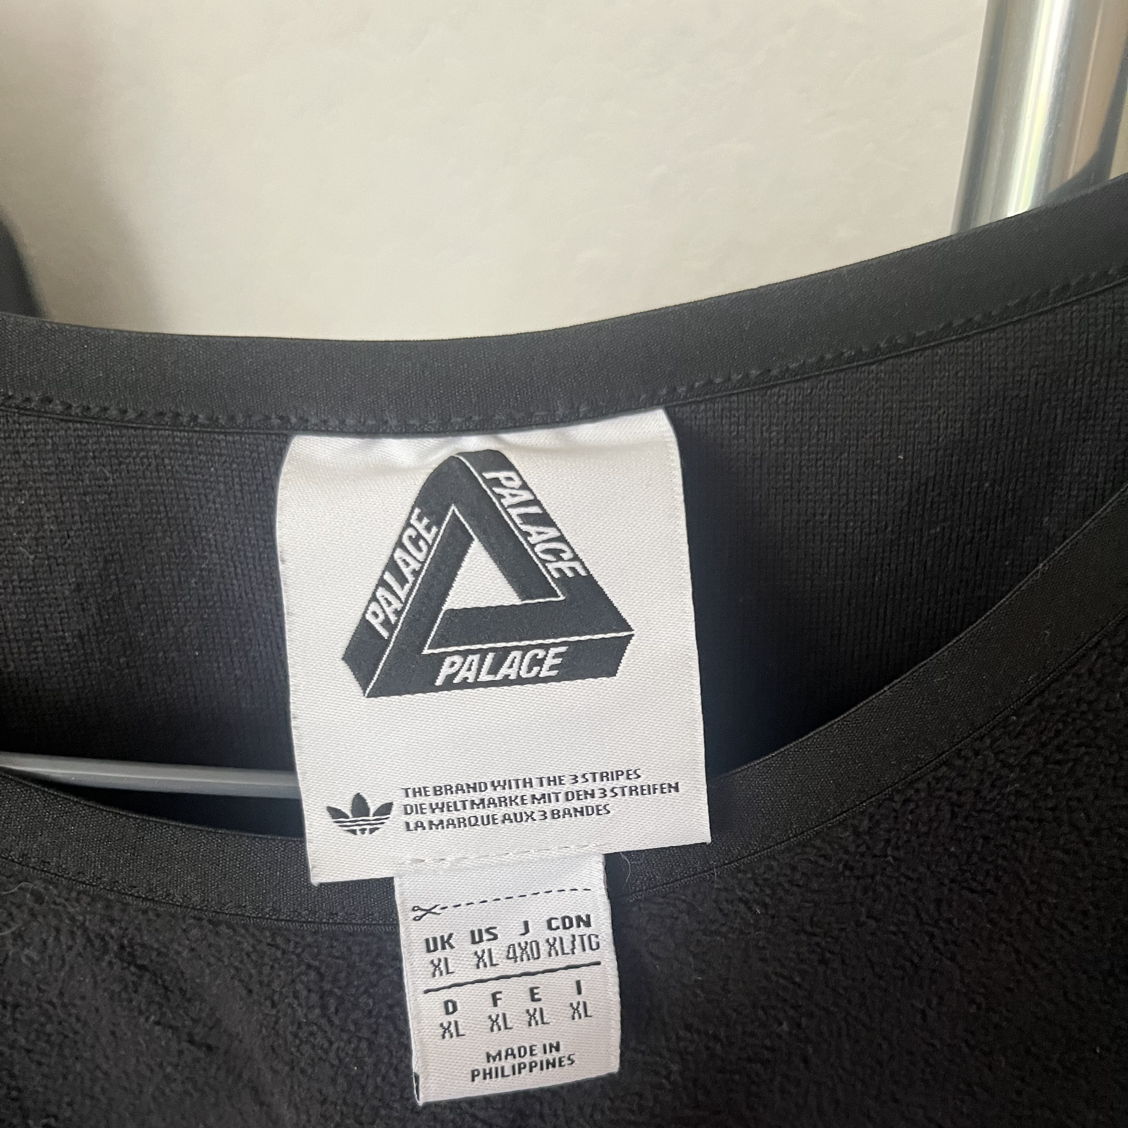 PALACE
PALACE
PALACE
THE BRAND WITH THE 3 STRIPES
DIE WELTMARKE MIT DEN 3 STREIFEN
LA MARQUE AUX 3 BANDES
UK US J CDN
XL XL 4XO XL/TG
D F E I
XL XL XL XL
MADE IN
PHILIPPINES